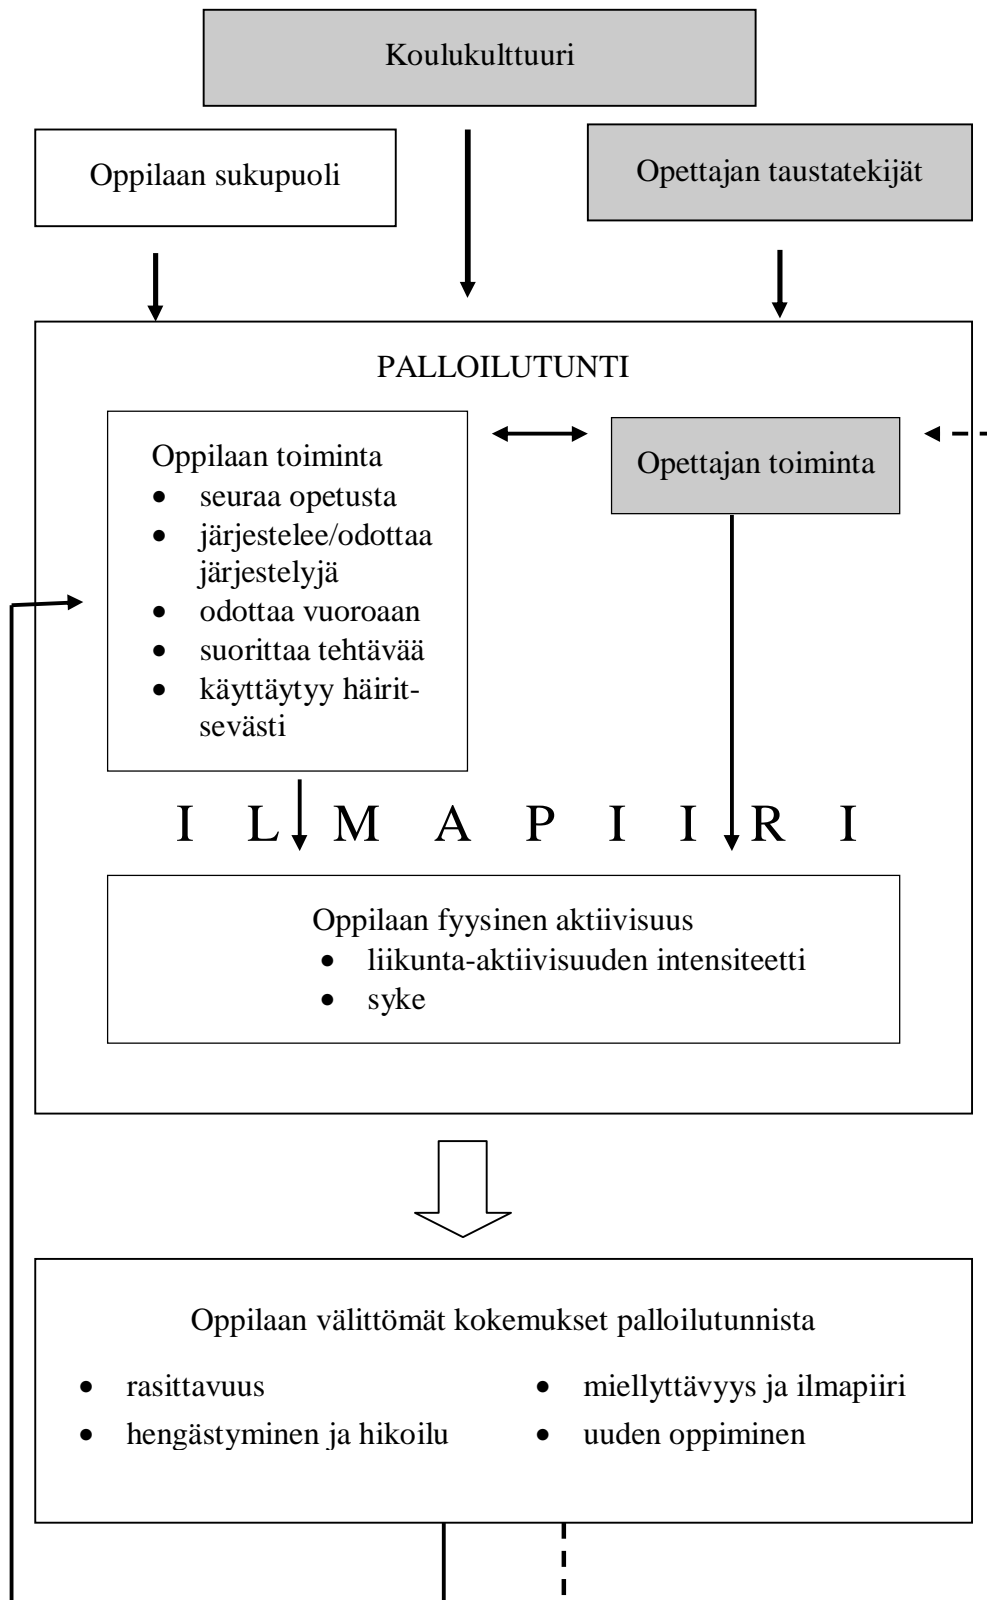 Koulukulttuuri
Oppilaan sukupuoli
Opettajan taustatekijät
PALLOILUTUNTI
Oppilaan toiminta
• seuraa opetusta
• järjestelee/odottaa
järjestelyjä
• odottaa vuoroaan
• suorittaa tehtävää
• käyttäytyy häirit-
sevästi
Opettajan toiminta
I L M A P I I R I
Oppilaan fyysinen aktiivisuus
• liikunta-aktiivisuuden intensiteetti
• syke
Oppilaan välittömät kokemukset palloilutunnista
• rasittavuus
• hengästyminen ja hikoilu
• miellyttävyys ja ilmapiiri
• uuden oppiminen